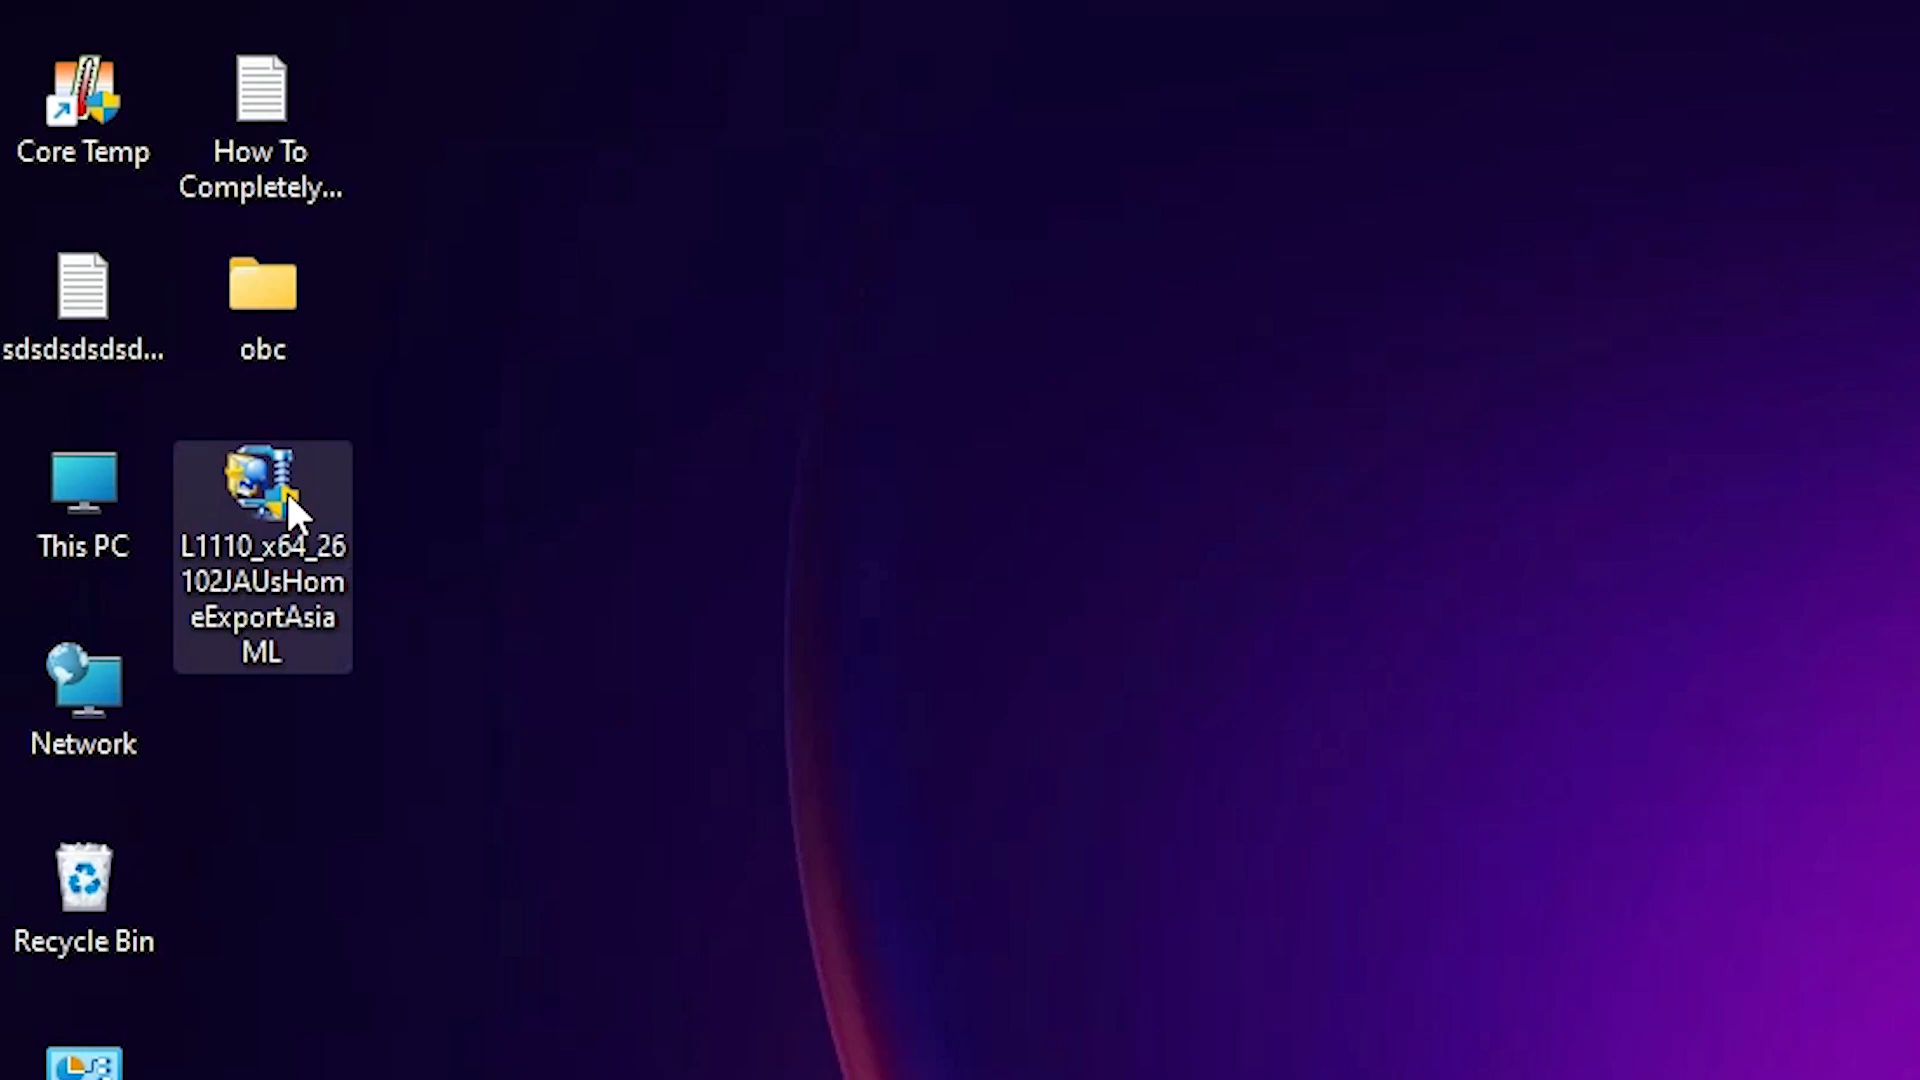 Core Temp
How To
Completely...
sdsdsdsdsd...
obc
This PC
L1110_x64_26
102JAUsHom
eExportAsia
ML
Network
Recycle Bin